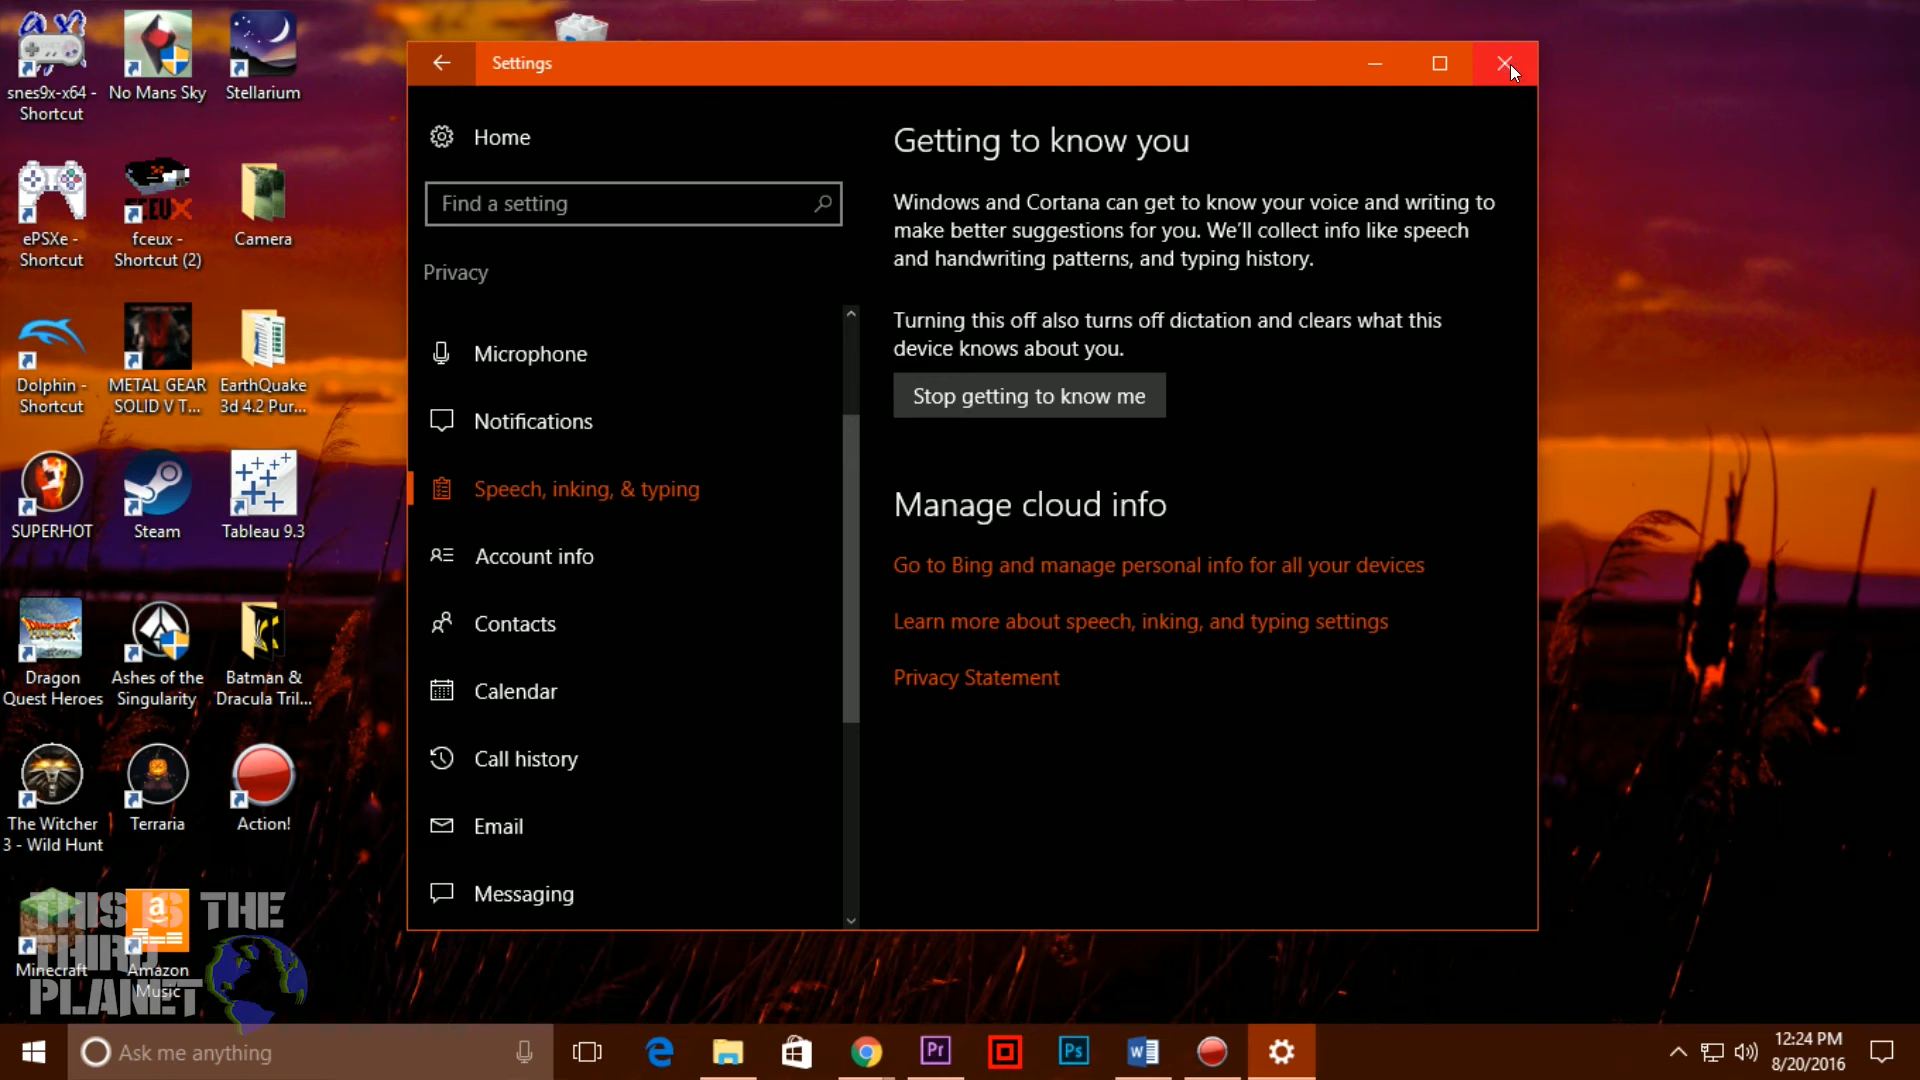 snes9x-x64 -
Shortcut
No Mans Sky
Stellarium
ePSXe -
Shortcut
fceux -
Shortcut (2)
Camera
Dolphin -
Shortcut
METAL GEAR
SOLID V T...
EarthQuake
3d 4.2 Pur...
SUPERHOT
Steam
Tableau 9.3
Dragon
Quest Heroes
Ashes of the
Singularity
Batman &
Dracula Tril...
The Witcher
3 - Wild Hunt
Terraria
Action!
Minecraft
Amazon
Music
THIS IS THE
THIRD
PLANET
Settings
Home
Find a setting
Privacy
Microphone
Notifications
Speech, inking, & typing
Account info
Contacts
Calendar
Call history
Email
Messaging
Getting to know you
Windows and Cortana can get to know your voice and writing to
make better suggestions for you. We'll collect info like speech
and handwriting patterns, and typing history.
Turning this off also turns off dictation and clears what this
device knows about you.
Stop getting to know me
Manage cloud info
Go to Bing and manage personal info for all your devices
Learn more about speech, inking, and typing settings
Privacy Statement
Ask me anything
Pr
Ps
12:24 PM
8/20/2016